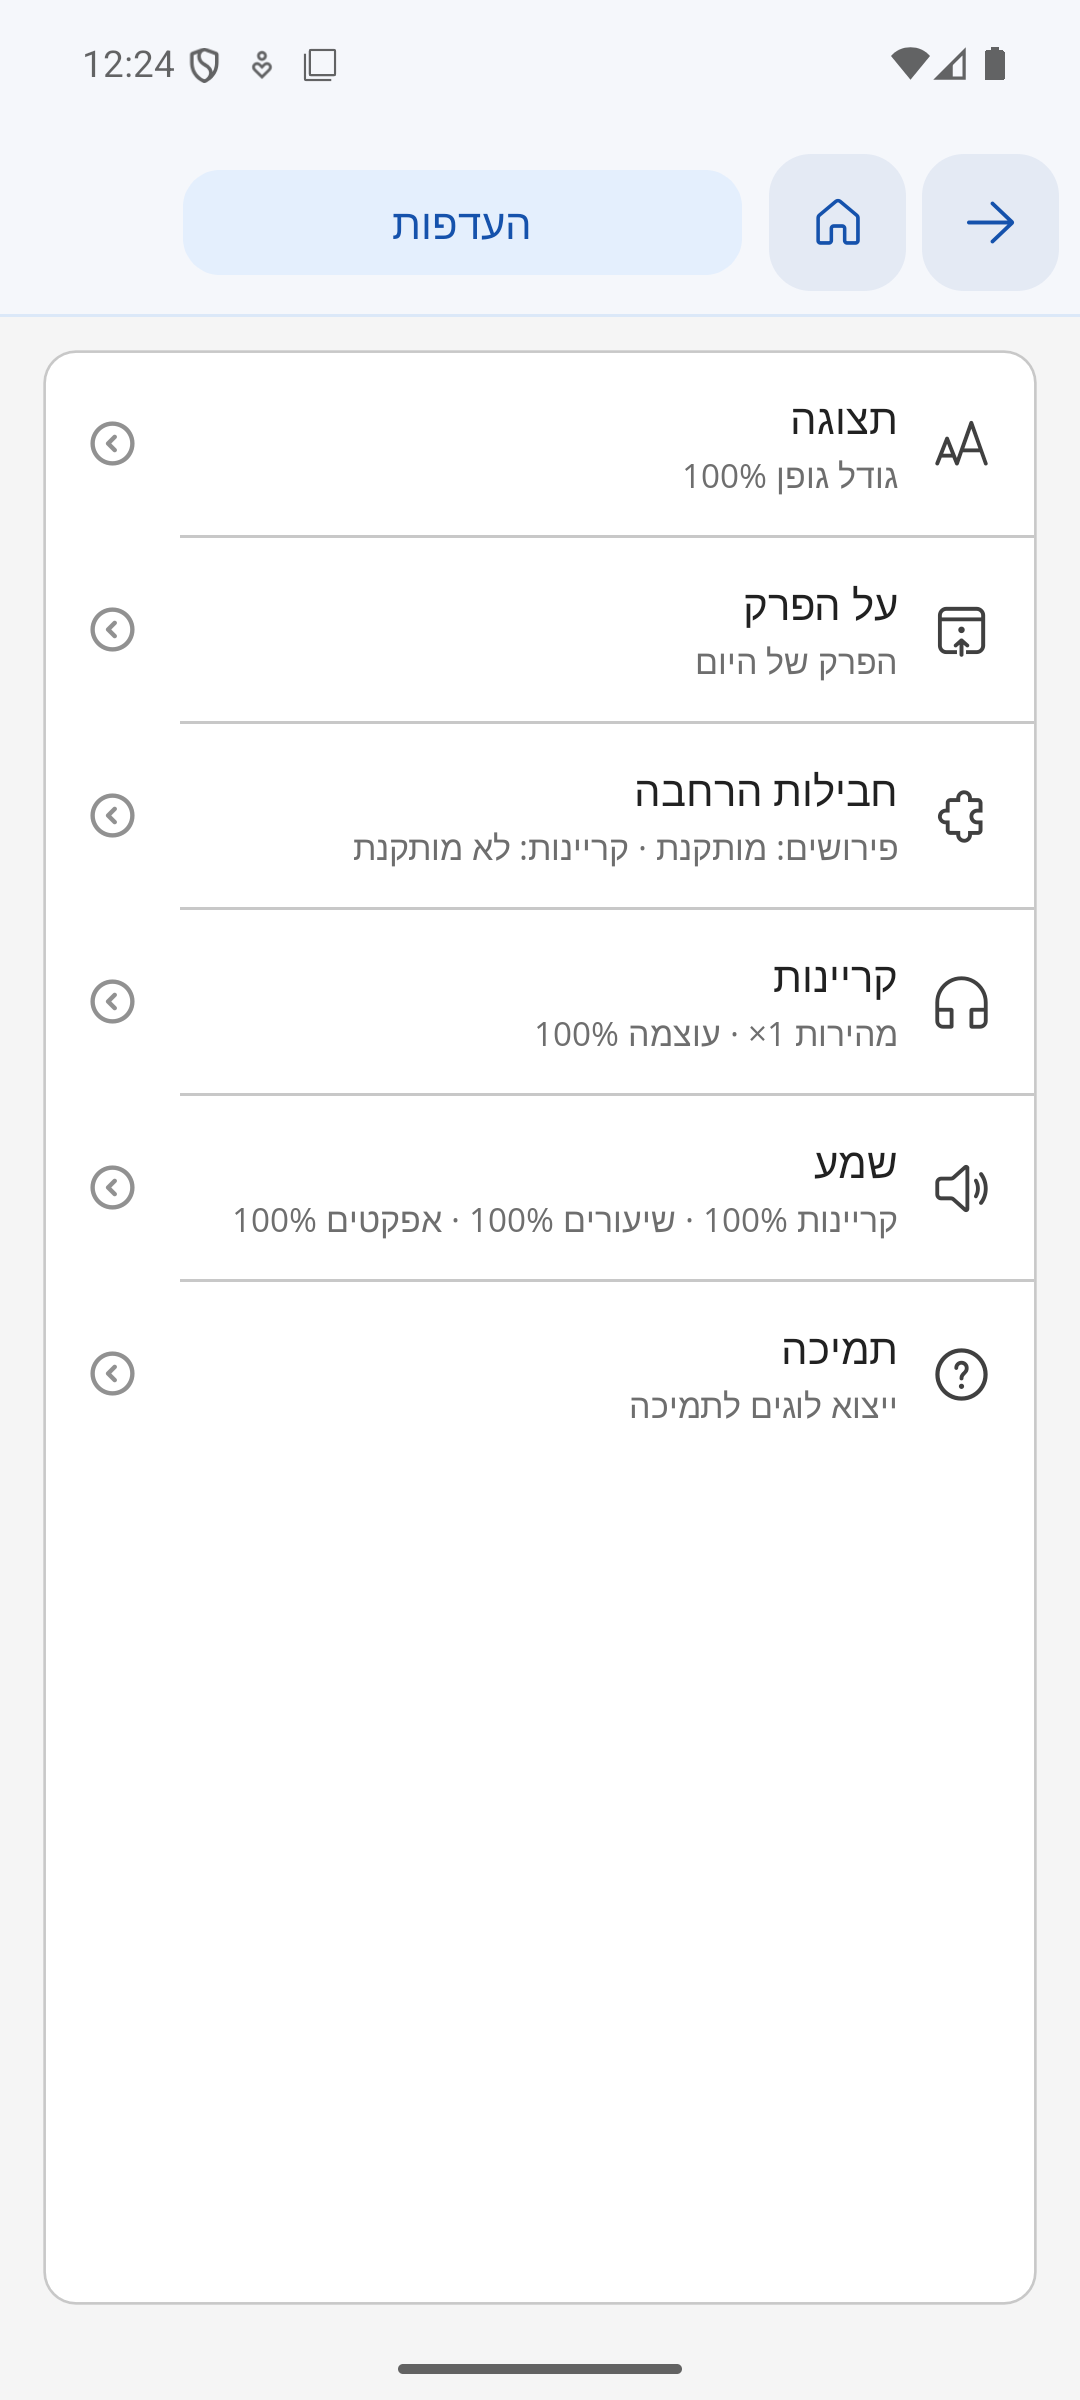 12:24
העדפות
תצוגה
גודל גופן 100%
על הפרק
הפרק של היום
חבילות הרחבה
פירושים: מותקנת · קריינות: לא מותקנת
קריינות
מהירות 1× · עוצמה 100%
שמע
קריינות 100% · שיעורים 100% · אפקטים 100%
תמיכה
ייצוא לוגים לתמיכה